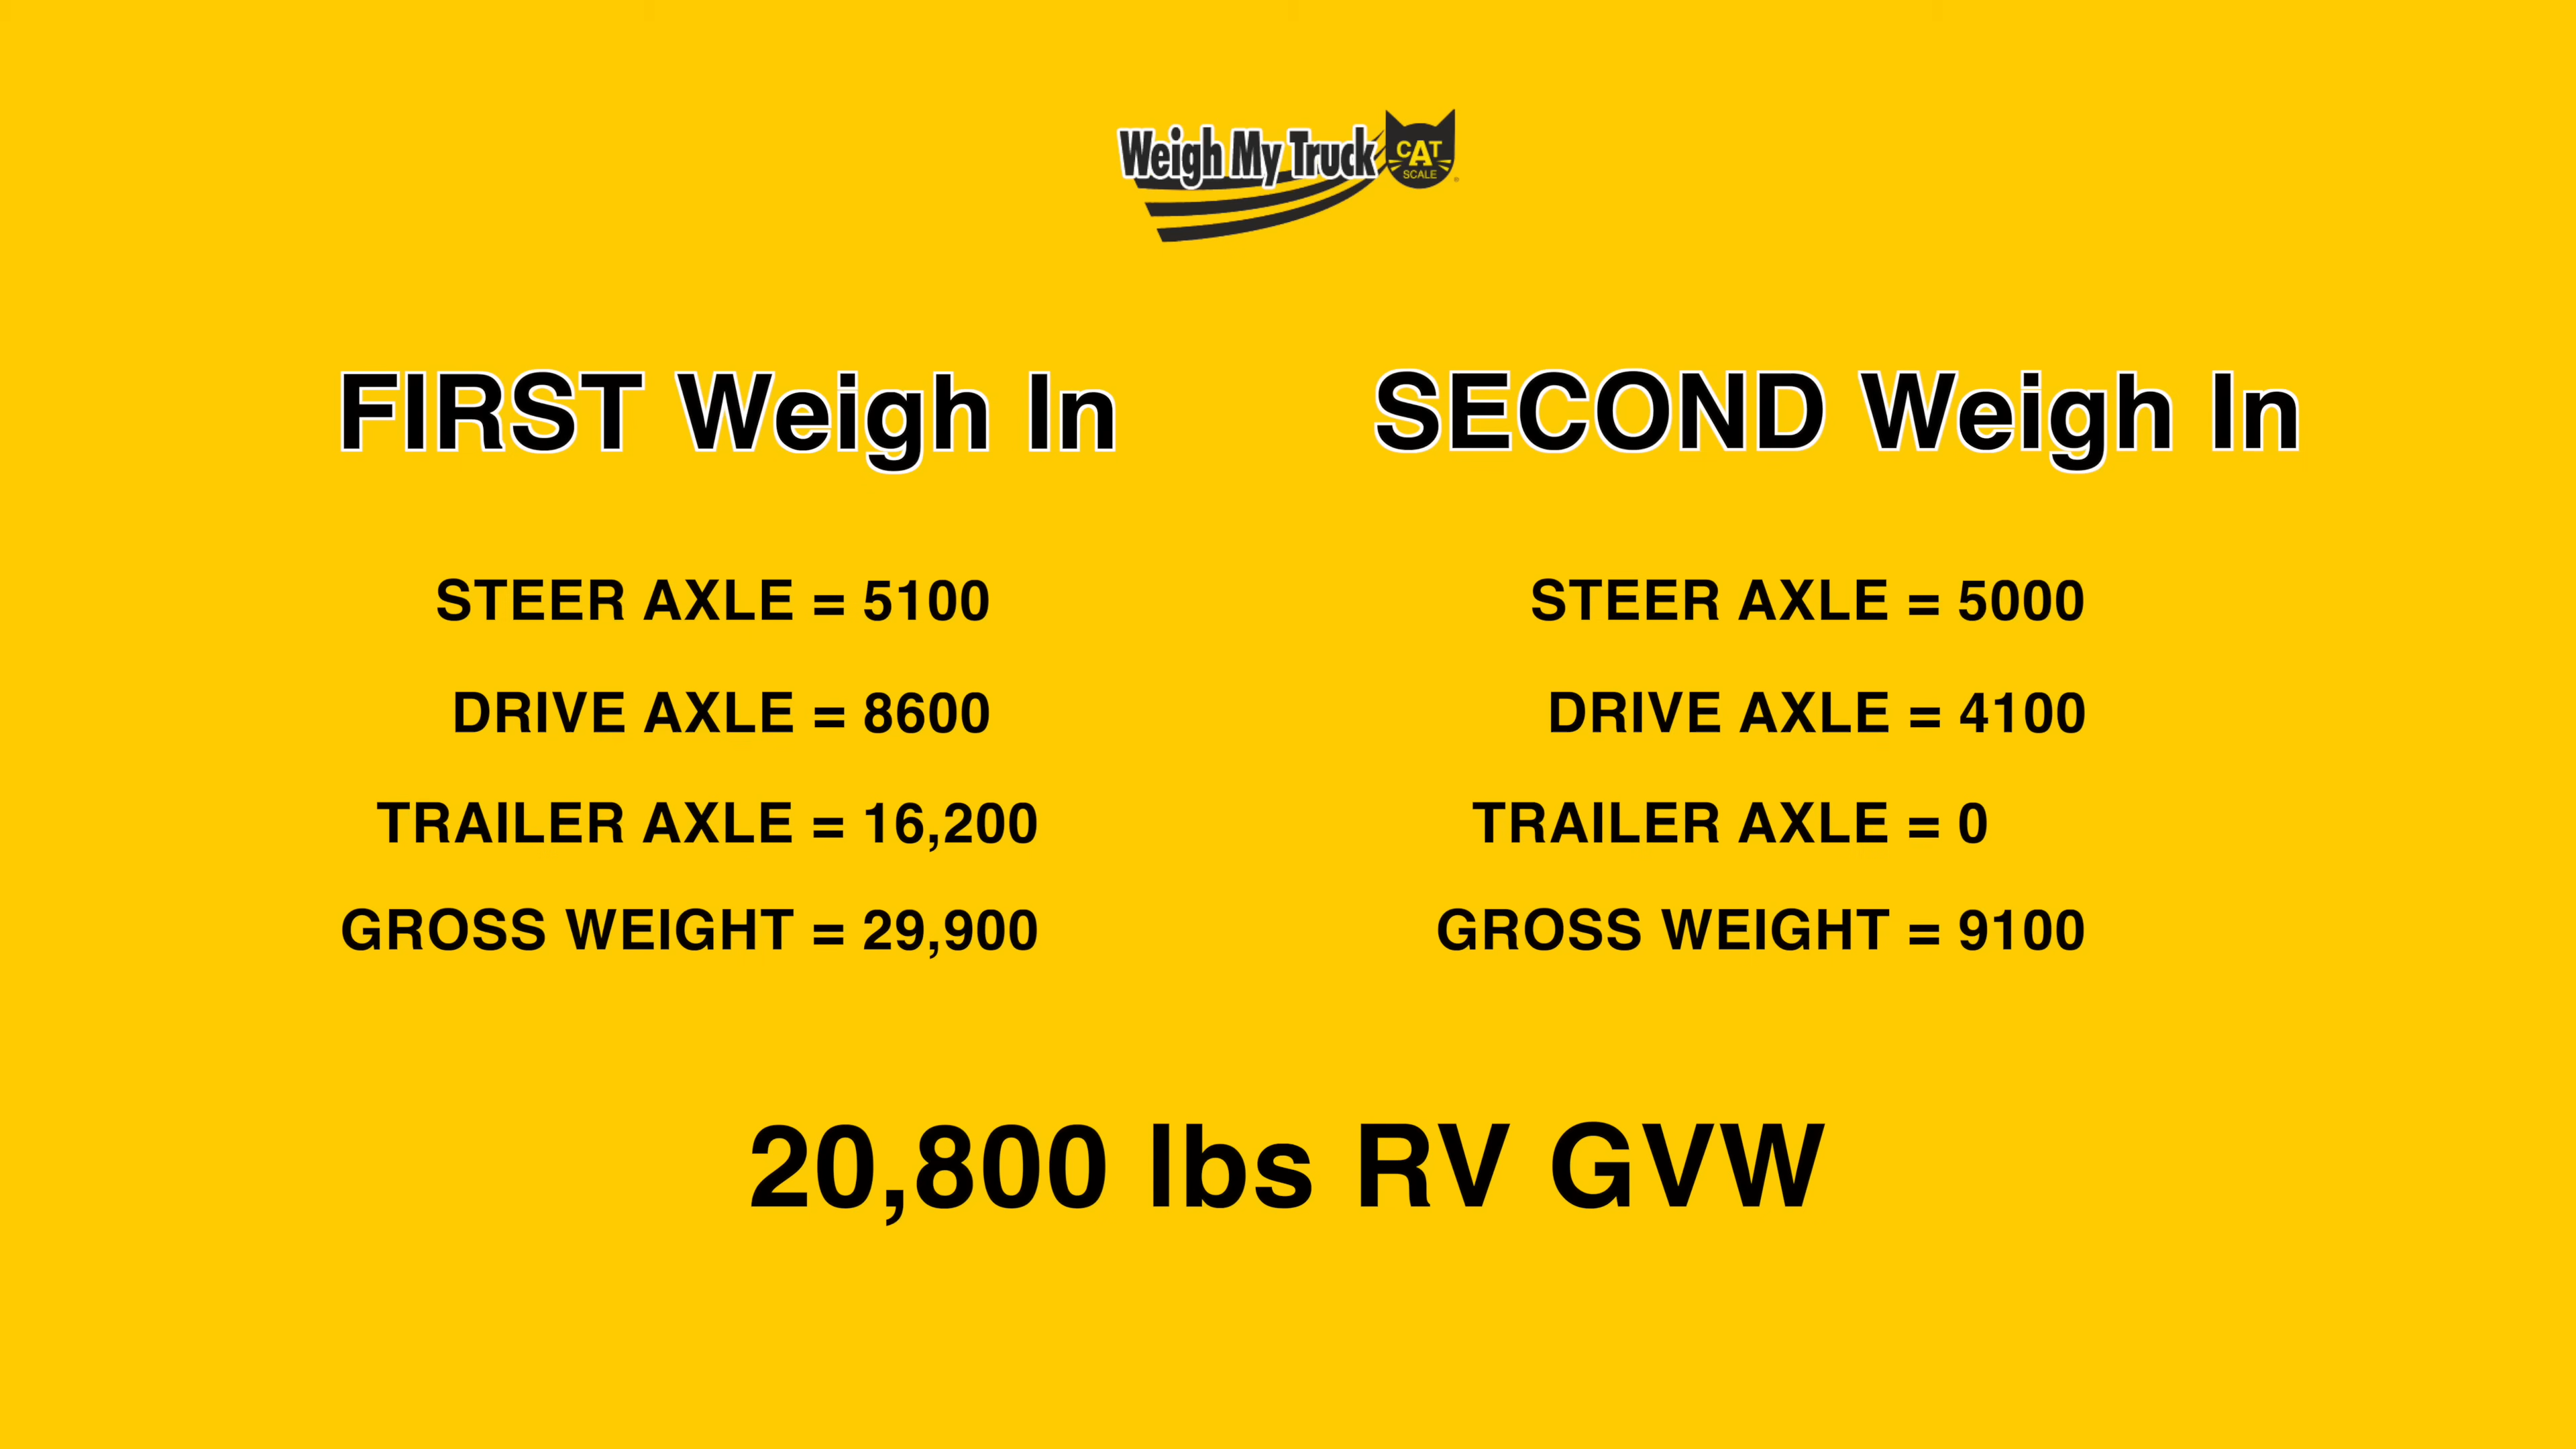 Weigh My Truck CAT SCALE
FIRST Weigh In
STEER AXLE = 5100
DRIVE AXLE = 8600
TRAILER AXLE = 16,200
GROSS WEIGHT = 29,900
SECOND Weigh In
STEER AXLE = 5000
DRIVE AXLE = 4100
TRAILER AXLE = 0
GROSS WEIGHT = 9100
20,800 lbs RV GVW